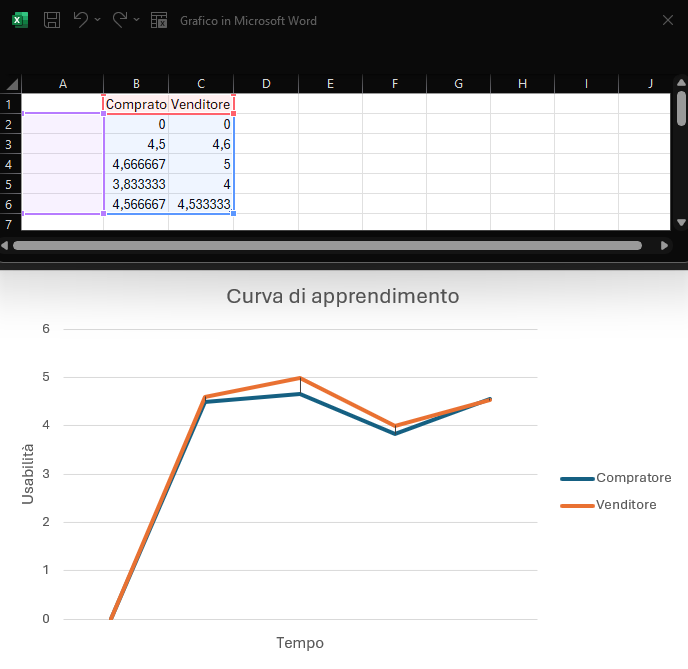 Grafico in Microsoft Word
A B C D E F G H I J
1 Comprato Venditore
2 0 0
3 4,5 4,6
4 4,666667 5
5 3,833333 4
6 4,566667 4,533333
7
Curva di apprendimento
6
5
4
3
2
1
0
Usabilità
Tempo
Compratore
Venditore